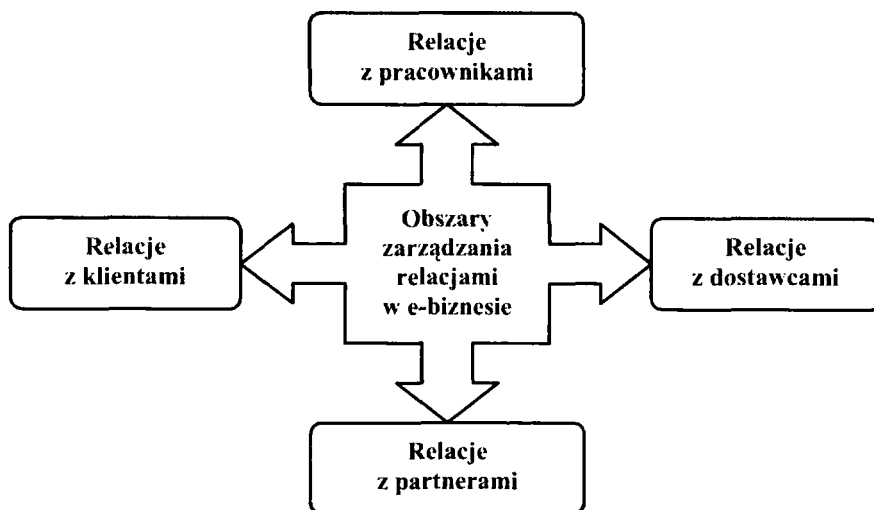 Relacje
z pracownikami
Relacje
z klientami
Obszary
zarządzania
relacjami
w e-biznesie
Relacje
z dostawcami
Relacje
z partnerami